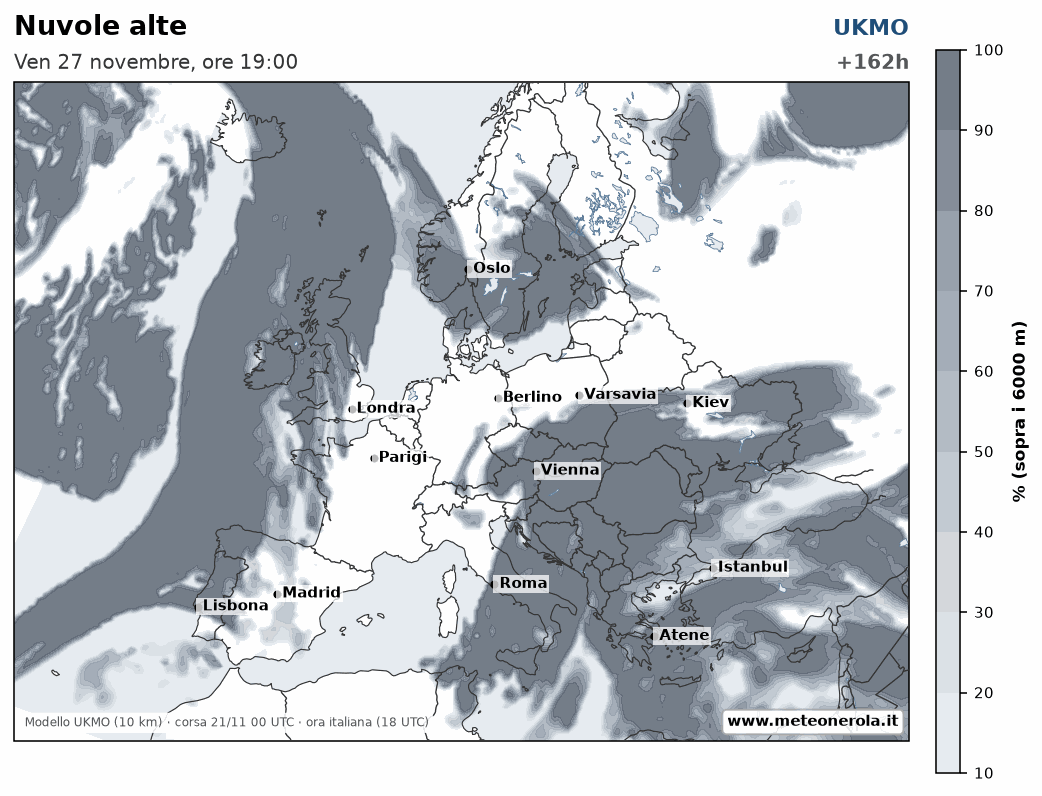 Nuvole alte
UKMO
Ven 27 novembre, ore 19:00
+162h
100
90
80
70
60
50
40
30
20
10
% (sopra i 6000 m)
Oslo
Londra
Berlino
Varsavia
Kiev
Parigi
Vienna
Istanbul
Roma
Madrid
Lisbona
Atene
Modello UKMO (10 km) · corsa 21/11 00 UTC · ora italiana (18 UTC)
www.meteonerola.it